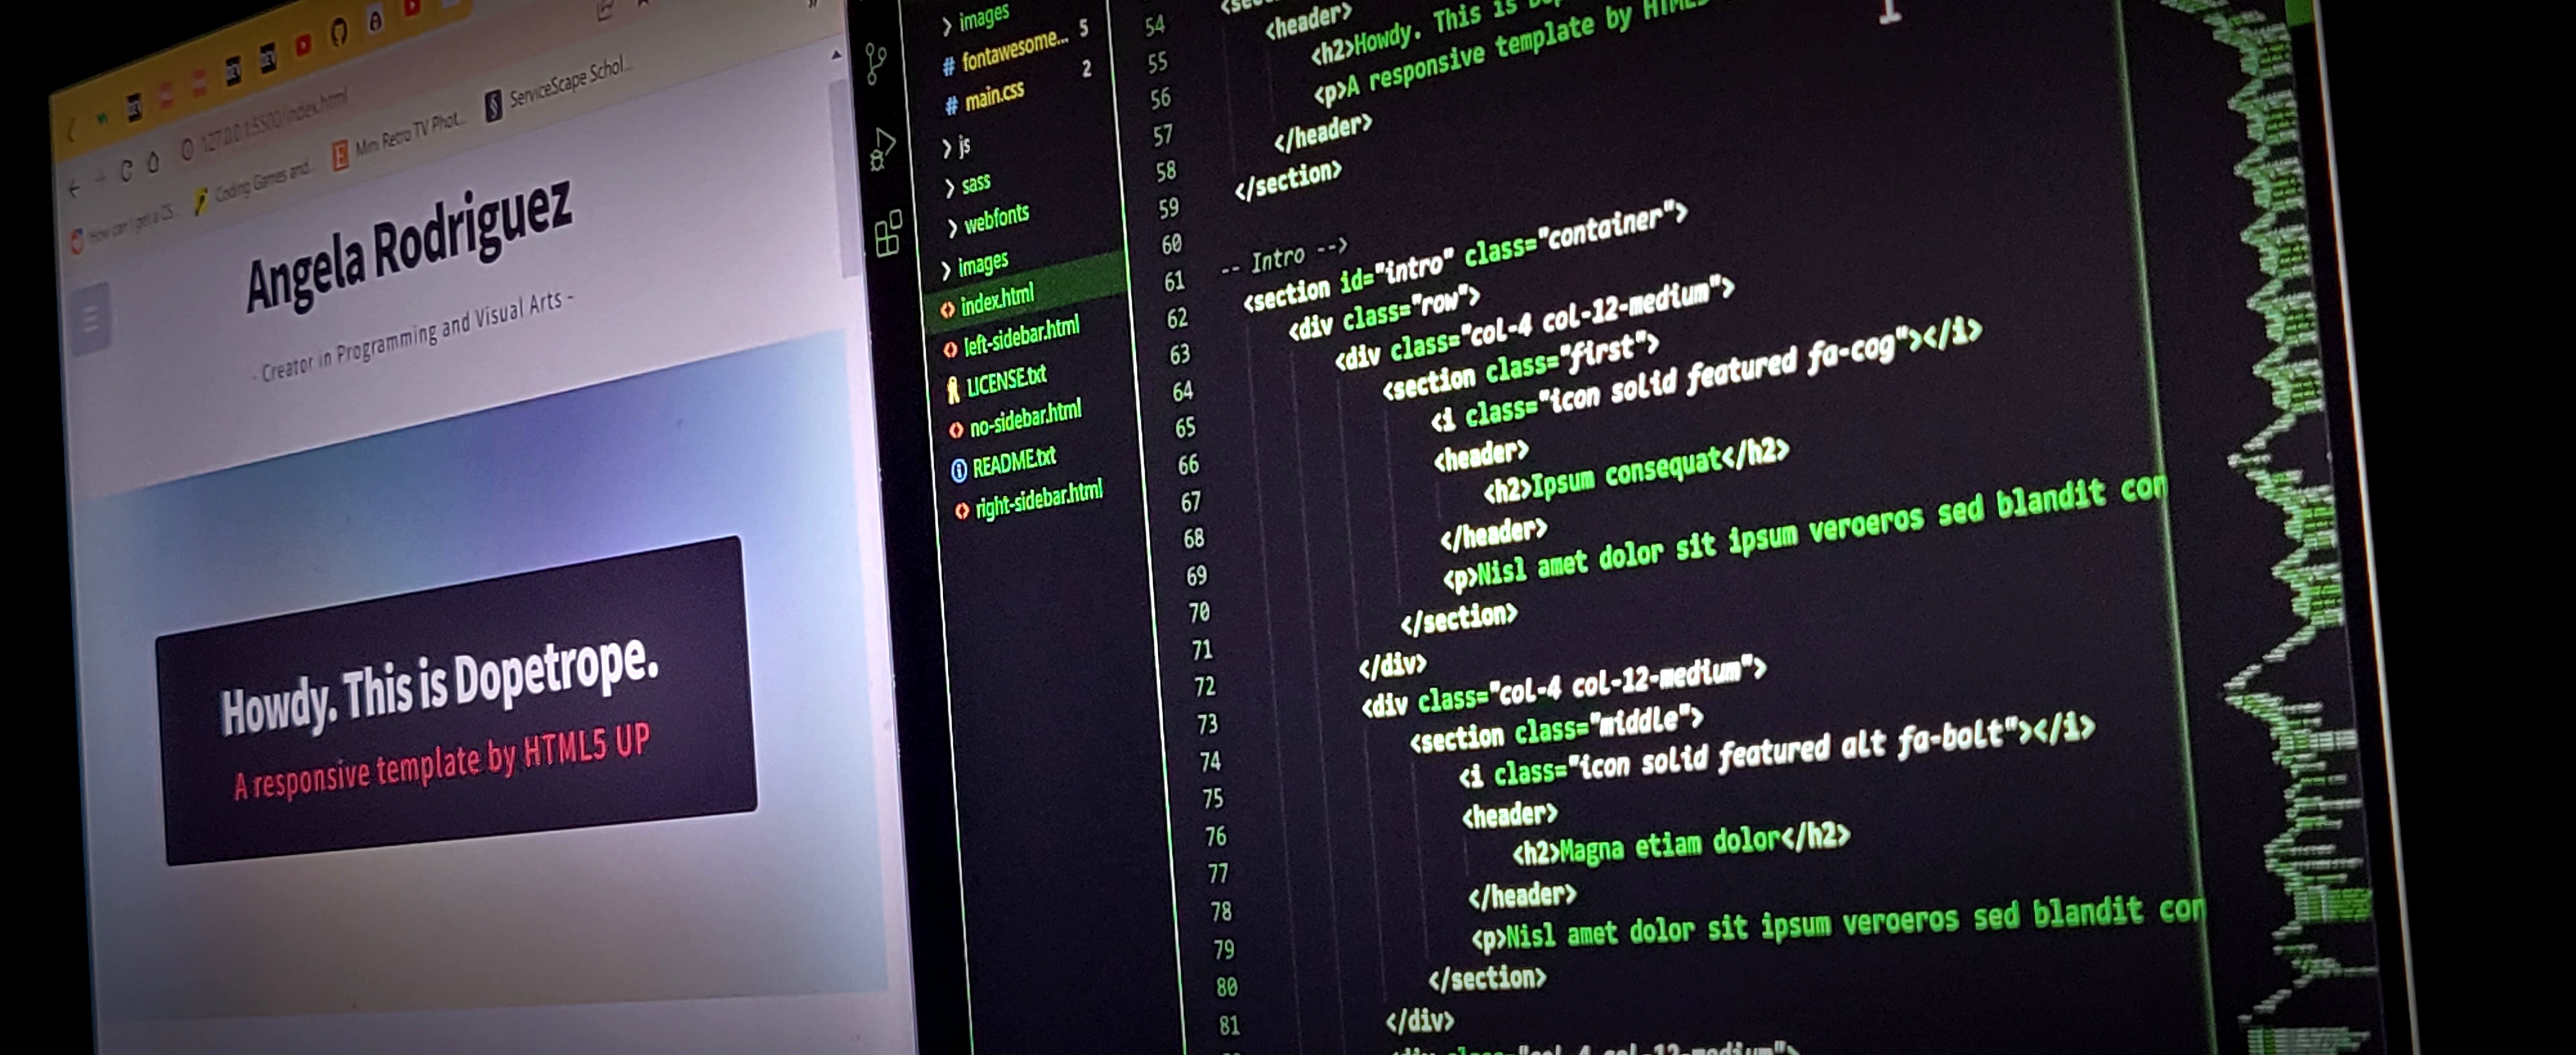 127.0.0.1:5500/index.html
How can I get a CS...
Coding Games and...
Mini Retro TV Phot...
ServiceScape Schol...
Angela Rodriguez
- Creator in Programming and Visual Arts -
Howdy. This is Dopetrope.
A responsive template by HTML5 UP
images
# fontawesome... 5
# main.css 2
js
sass
webfonts
images
index.html
left-sidebar.html
LICENSE.txt
no-sidebar.html
README.txt
right-sidebar.html
54 <header>
55 <h2>Howdy. This is
56 <p>A responsive template by HTML5
57 </header>
58 </section>
59
60 -- Intro -->
61 <section id="intro" class="container">
62 <div class="row">
63 <div class="col-4 col-12-medium">
64 <section class="first">
65 <i class="icon solid featured fa-cog"></i>
66 <header>
67 <h2>Ipsum consequat</h2>
68 </header>
69 <p>Nisl amet dolor sit ipsum veroeros sed blandit con
70 </section>
71 </div>
72 <div class="col-4 col-12-medium">
73 <section class="middle">
74 <i class="icon solid featured alt fa-bolt"></i>
75 <header>
76 <h2>Magna etiam dolor</h2>
77 </header>
78 <p>Nisl amet dolor sit ipsum veroeros sed blandit con
79 </section>
80 </div>
81 <div class="col-4 col-12-medium">